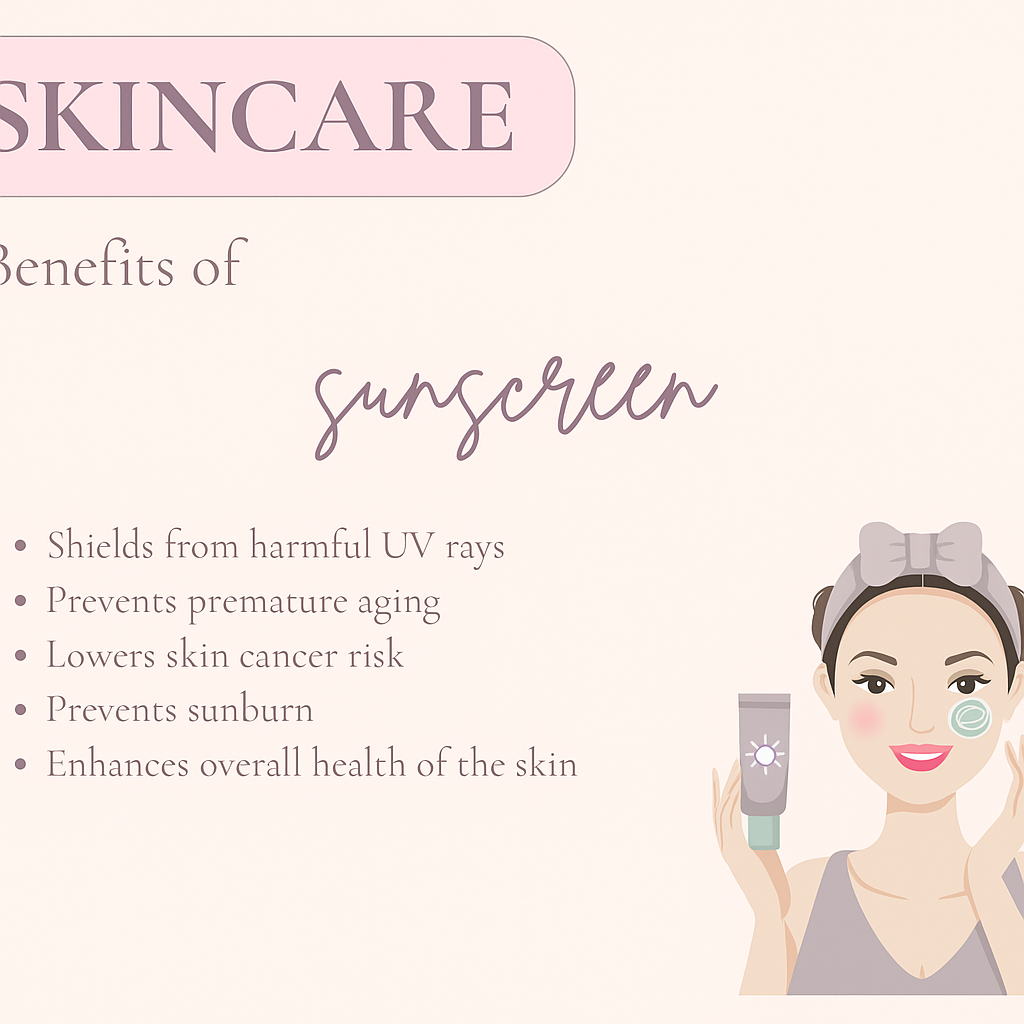 SKINCARE
Benefits of
sunscreen
• Shields from harmful UV rays
• Prevents premature aging
• Lowers skin cancer risk
• Prevents sunburn
• Enhances overall health of the skin